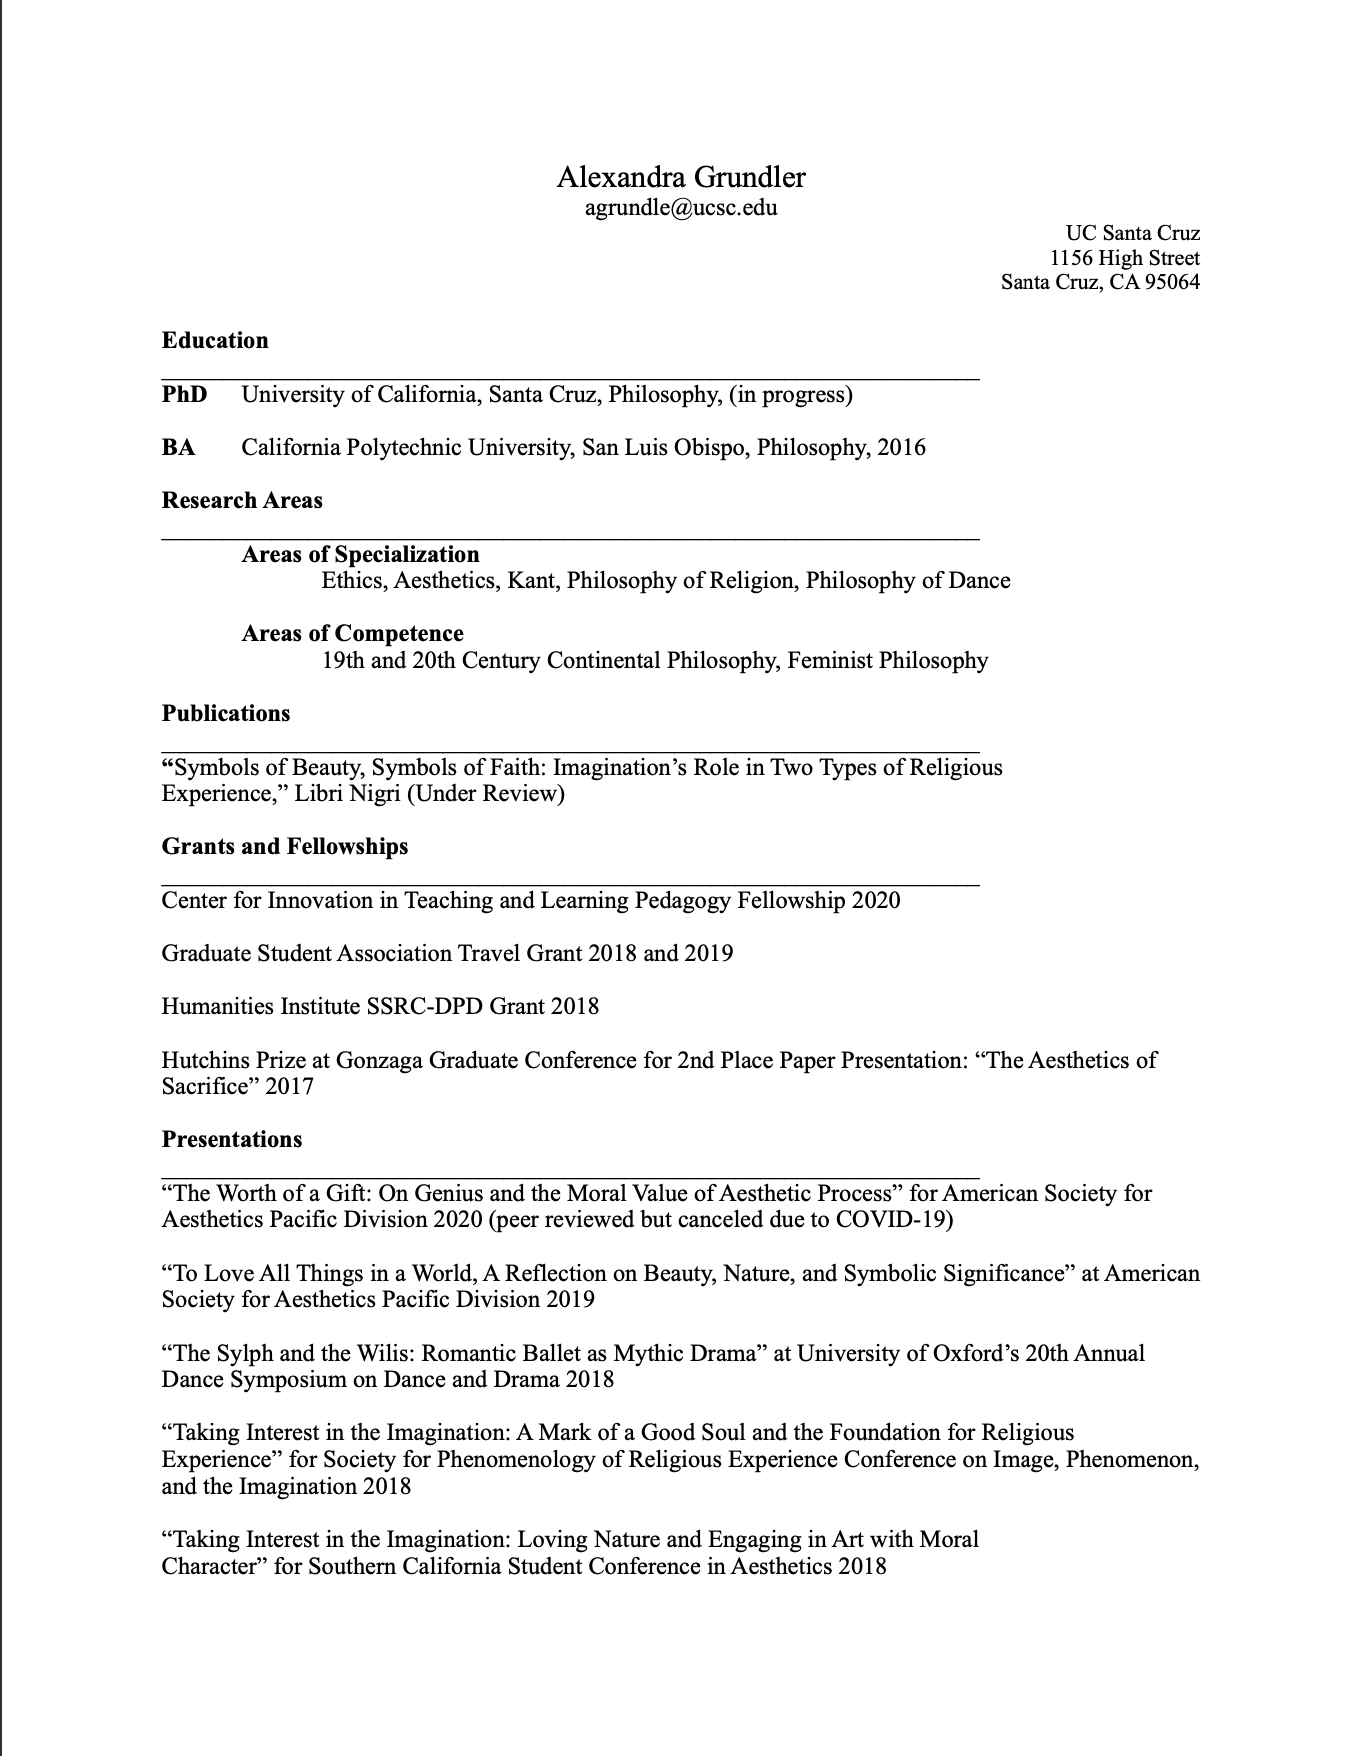 Alexandra Grundler
agrundle@ucsc.edu
UC Santa Cruz
1156 High Street
Santa Cruz, CA 95064
Education
PhD University of California, Santa Cruz, Philosophy, (in progress)
BA California Polytechnic University, San Luis Obispo, Philosophy, 2016
Research Areas
Areas of Specialization
Ethics, Aesthetics, Kant, Philosophy of Religion, Philosophy of Dance
Areas of Competence
19th and 20th Century Continental Philosophy, Feminist Philosophy
Publications
“Symbols of Beauty, Symbols of Faith: Imagination’s Role in Two Types of Religious
Experience,” Libri Nigri (Under Review)
Grants and Fellowships
Center for Innovation in Teaching and Learning Pedagogy Fellowship 2020
Graduate Student Association Travel Grant 2018 and 2019
Humanities Institute SSRC-DPD Grant 2018
Hutchins Prize at Gonzaga Graduate Conference for 2nd Place Paper Presentation: “The Aesthetics of
Sacrifice” 2017
Presentations
“The Worth of a Gift: On Genius and the Moral Value of Aesthetic Process” for American Society for
Aesthetics Pacific Division 2020 (peer reviewed but canceled due to COVID-19)
“To Love All Things in a World, A Reflection on Beauty, Nature, and Symbolic Significance” at American
Society for Aesthetics Pacific Division 2019
“The Sylph and the Wilis: Romantic Ballet as Mythic Drama” at University of Oxford’s 20th Annual
Dance Symposium on Dance and Drama 2018
“Taking Interest in the Imagination: A Mark of a Good Soul and the Foundation for Religious
Experience” for Society for Phenomenology of Religious Experience Conference on Image, Phenomenon,
and the Imagination 2018
“Taking Interest in the Imagination: Loving Nature and Engaging in Art with Moral
Character” for Southern California Student Conference in Aesthetics 2018